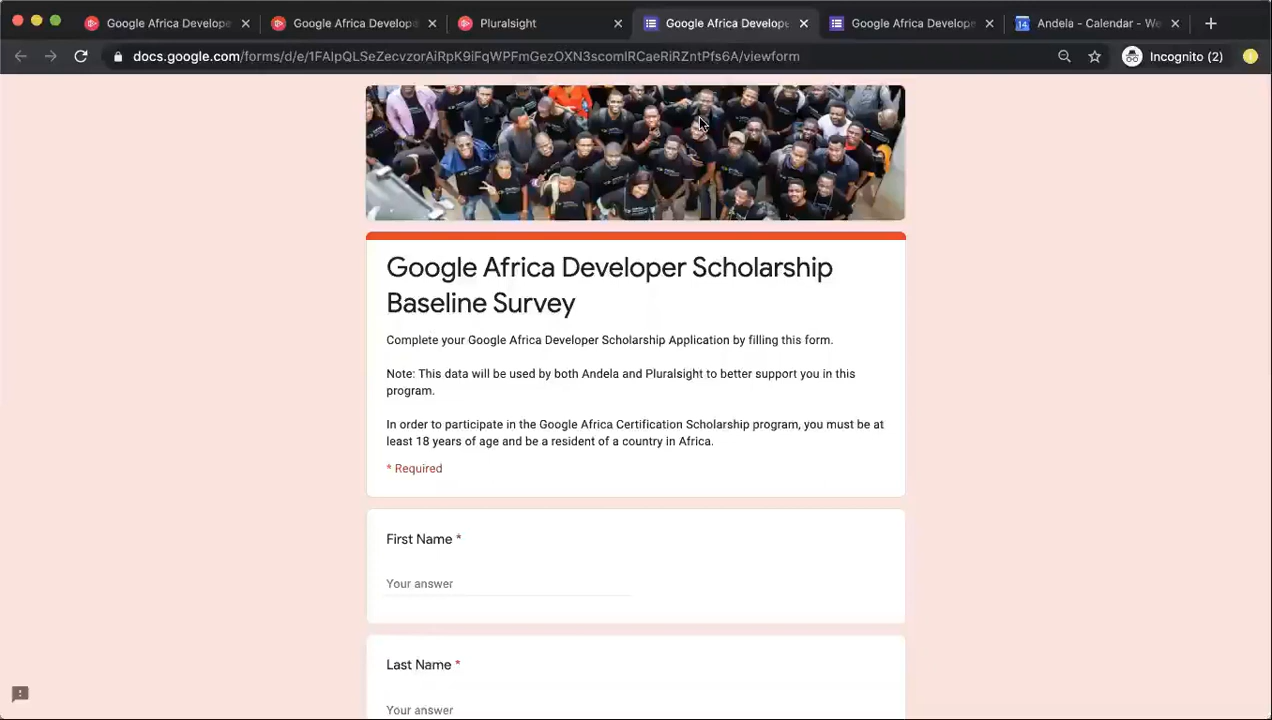 Google Africa Develope
Google Africa Develop
Pluralsight
Google Africa Develope
Google Africa Develope
Andela - Calendar - We
docs.google.com/forms/d/e/1FAIpQLSeZecvzorAiRpK9iFqWPFmGezOXN3scomlRCaeRiRZntPfs6A/viewform
Incognito (2)
Google Africa Developer Scholarship
Baseline Survey
Complete your Google Africa Developer Scholarship Application by filling this form.
Note: This data will be used by both Andela and Pluralsight to better support you in this
program.
In order to participate in the Google Africa Certification Scholarship program, you must be at
least 18 years of age and be a resident of a country in Africa.
* Required
First Name *
Your answer
Last Name *
Your answer